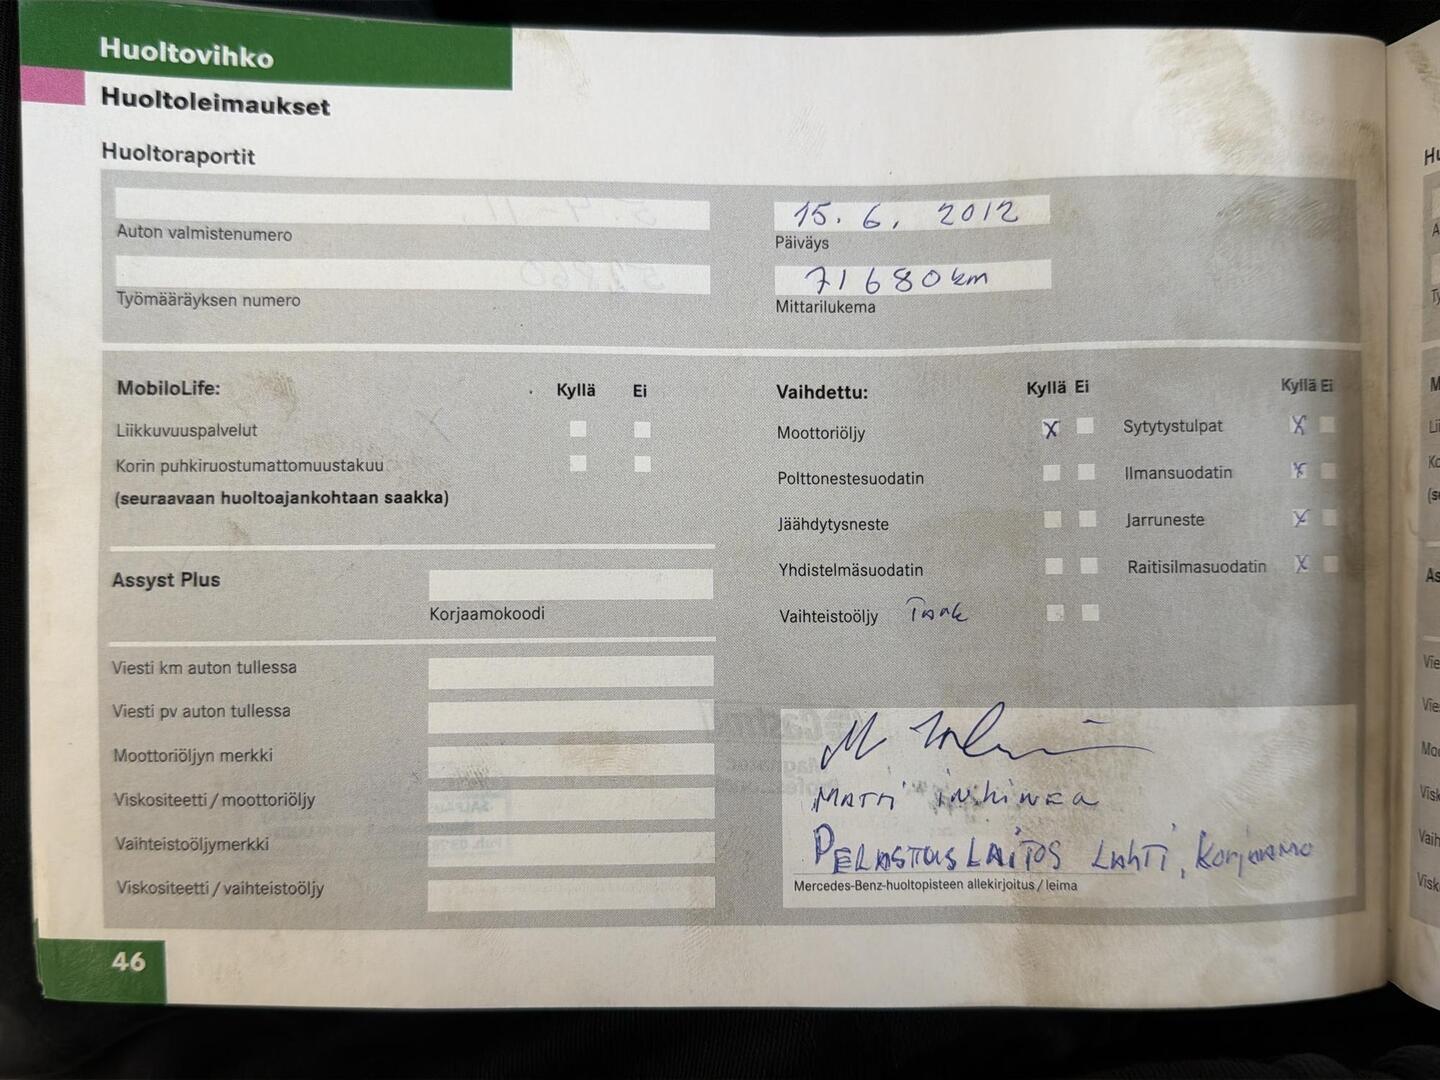 Huoltovihko
Huoltoleimaukset
Huoltoraportit
Auton valmistenumero
15.6. 2012
Päiväys
Työmääräyksen numero
71680 km
Mittarilukema
MobiloLife: Kyllä Ei
Liikkuvuuspalvelut
Korin puhkiruostumattomuustakuu
(seuraavaan huoltoajankohtaan saakka)
Assyst Plus
Korjaamokoodi
Viesti km auton tullessa
Viesti pv auton tullessa
Moottoriöljyn merkki
Viskositeetti / moottoriöljy
Vaihteistoöljymerkki
Viskositeetti / vaihteistoöljy
Vaihdettu: Kyllä Ei Kyllä Ei
Moottoriöljy X Sytytystulpat X
Polttonestesuodatin Ilmansuodatin X
Jäähdytysneste Jarruneste X
Yhdistelmäsuodatin Raitisilmasuodatin X
Vaihteistoöljy
MATTI
PELASTUSLAITOS LAHTI, KORJAAMO
Mercedes-Benz-huoltopisteen allekirjoitus / leima
46